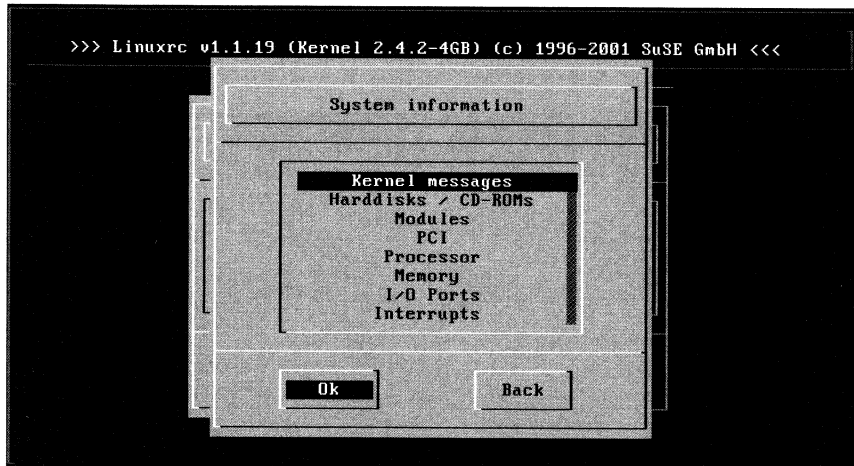 >>> Linuxrc v1.1.19 (Kernel 2.4.2-4GB) (c) 1996-2001 SuSE GmbH <<<
System information
Kernel messages
Harddisks / CD-ROMs
Modules
PCI
Processor
Memory
I/O Ports
Interrupts
Ok Back